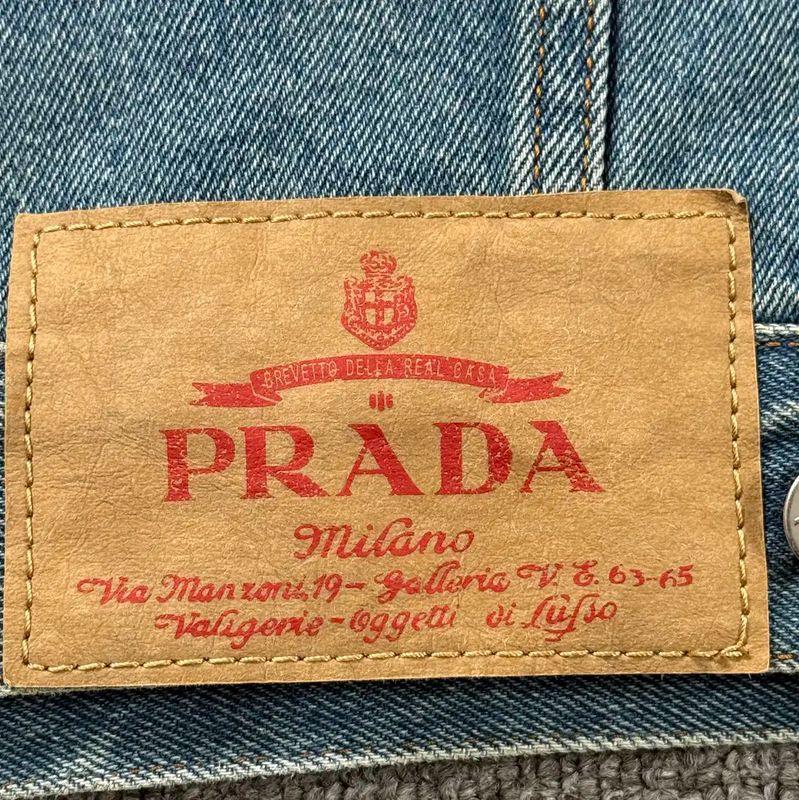 BREVETTO DELLA REAL CASA
PRADA
Milano
Via Manzoni, 19 - Galleria V. E. 63-65
Valigerie - Oggetti di Lusso